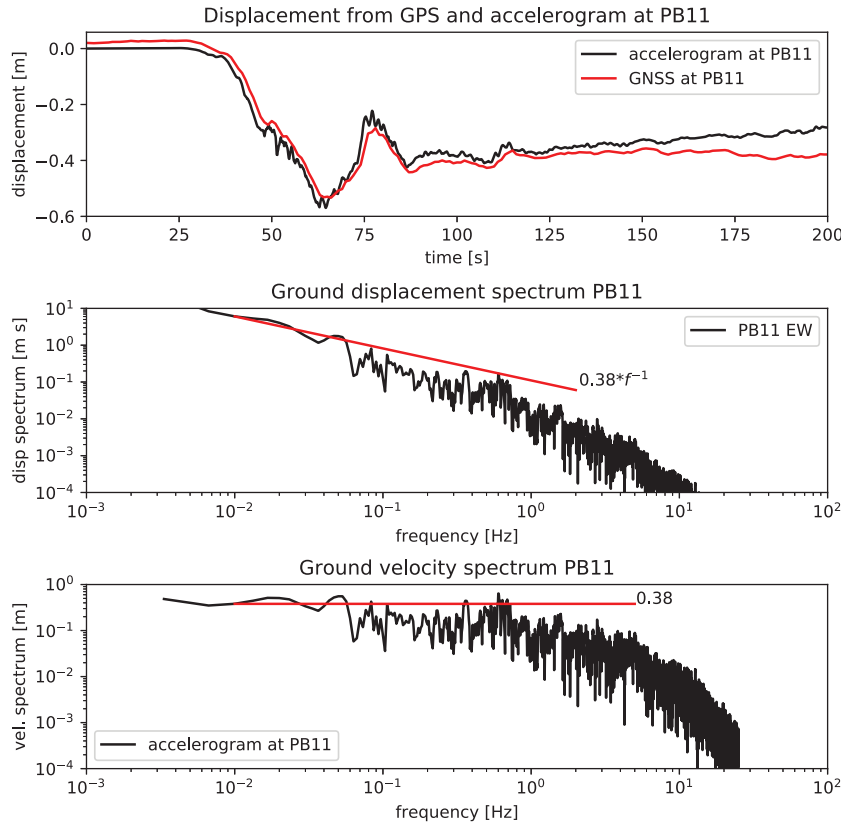 Displacement from GPS and accelerogram at PB11
displacement [m]
0.0
−0.2
−0.4
−0.6
accelerogram at PB11
GNSS at PB11
0 25 50 75 100 125 150 175 200
time [s]
Ground displacement spectrum PB11
disp spectrum [m s]
10¹
10⁰
10⁻¹
10⁻²
10⁻³
10⁻⁴
PB11 EW
0.38*f⁻¹
10⁻³ 10⁻² 10⁻¹ 10⁰ 10¹ 10²
frequency [Hz]
Ground velocity spectrum PB11
vel. spectrum [m]
10⁰
10⁻¹
10⁻²
10⁻³
10⁻⁴
0.38
accelerogram at PB11
10⁻³ 10⁻² 10⁻¹ 10⁰ 10¹ 10²
frequency [Hz]